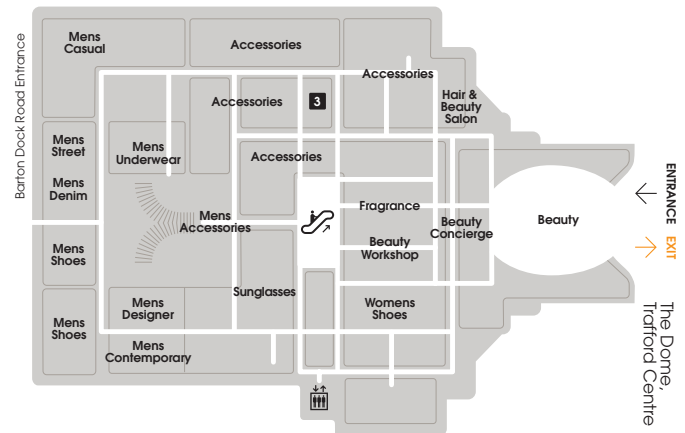 Barton Dock Road Entrance
Mens
Casual
Accessories
Accessories
Accessories
3
Hair &
Beauty
Salon
Mens
Street
Mens
Denim
Mens
Underwear
Accessories
Mens
Accessories
Fragrance
Beauty
Concierge
Beauty
Workshop
Beauty
ENTRANCE
EXIT
Mens
Shoes
Sunglasses
Mens
Designer
Womens
Shoes
Mens
Shoes
Mens
Contemporary
The Dome,
Trafford Centre